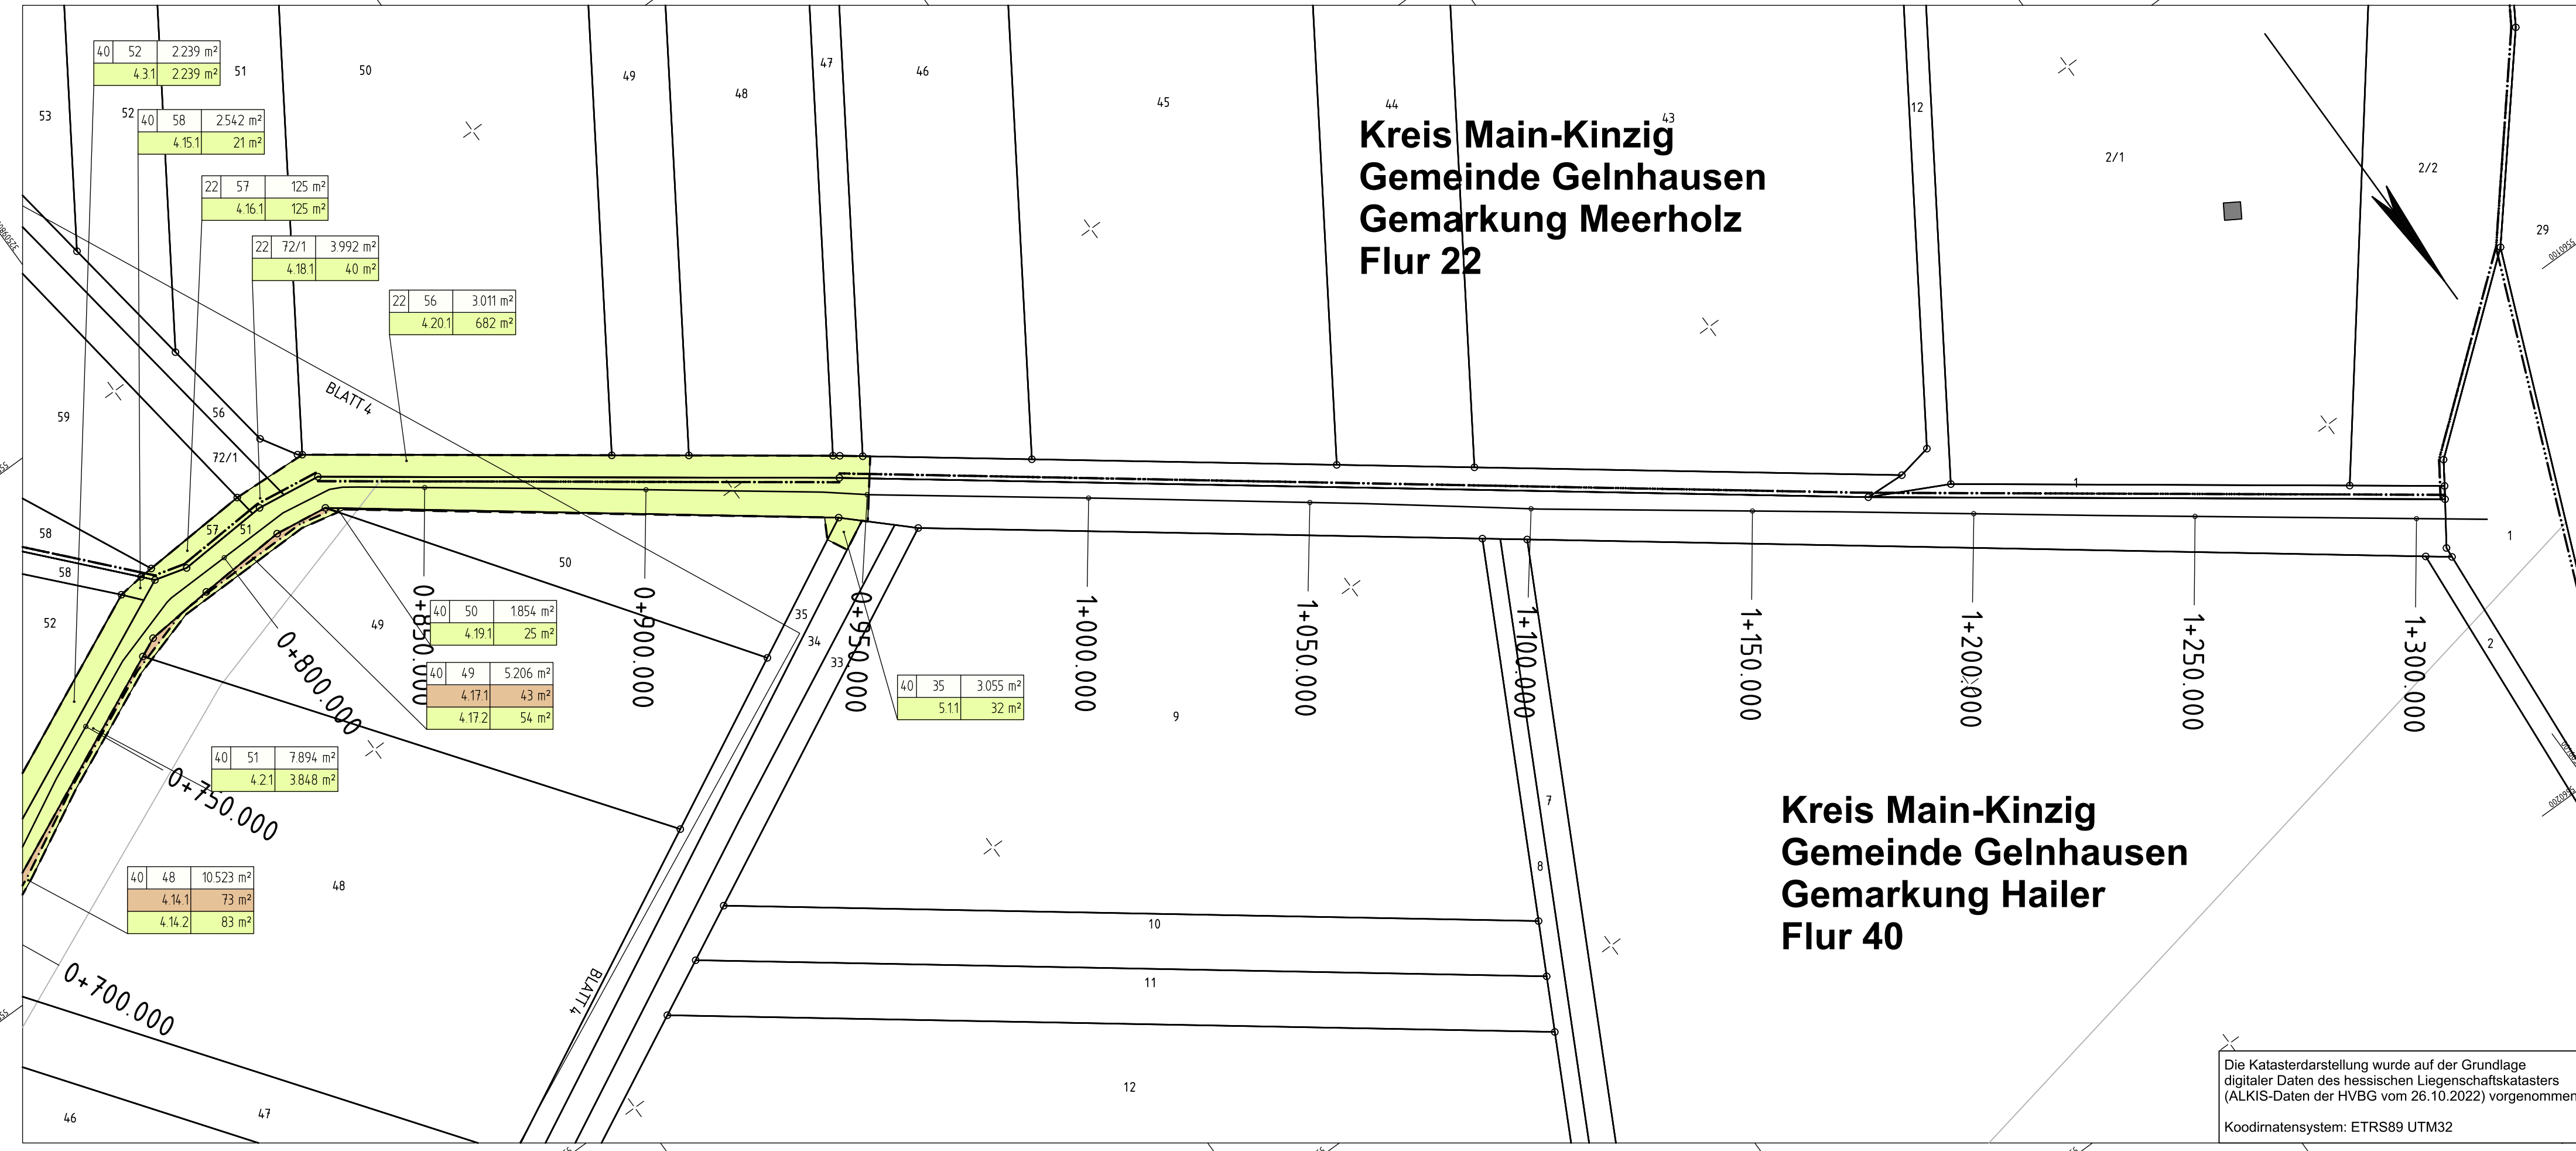 40 52 2.239 m²
4.3.1 2.239 m²
40 58 2.542 m²
4.15.1 21 m²
22 57 125 m²
4.16.1 125 m²
22 72/1 3.992 m²
4.18.1 40 m²
22 56 3.011 m²
4.20.1 682 m²
53
52
51
50
49
48
47
46
45
44
43
12
2/1
2/2
29
Kreis Main-Kinzig
Gemeinde Gelnhausen
Gemarkung Meerholz
Flur 22
5560100
BLATT 4
59
56
72/1
58
57
51
58
52
49
50
35
34
33
1
1
2
9
7
8
10
11
12
48
47
46
0+700.000
0+750.000
0+800.000
0+850.000
0+900.000
0+950.000
1+000.000
1+050.000
1+100.000
1+150.000
1+200.000
1+250.000
1+300.000
40 50 1.854 m²
4.19.1 25 m²
40 49 5.206 m²
4.17.1 43 m²
4.17.2 54 m²
40 35 3.055 m²
5.1.1 32 m²
40 51 7.894 m²
4.2.1 3.848 m²
40 48 10.523 m²
4.14.1 73 m²
4.14.2 83 m²
BLATT 4
Kreis Main-Kinzig
Gemeinde Gelnhausen
Gemarkung Hailer
Flur 40
Die Katasterdarstellung wurde auf der Grundlage
digitaler Daten des hessischen Liegenschaftskatasters
(ALKIS-Daten der HVBG vom 26.10.2022) vorgenommen
Koodirnatensystem: ETRS89 UTM32